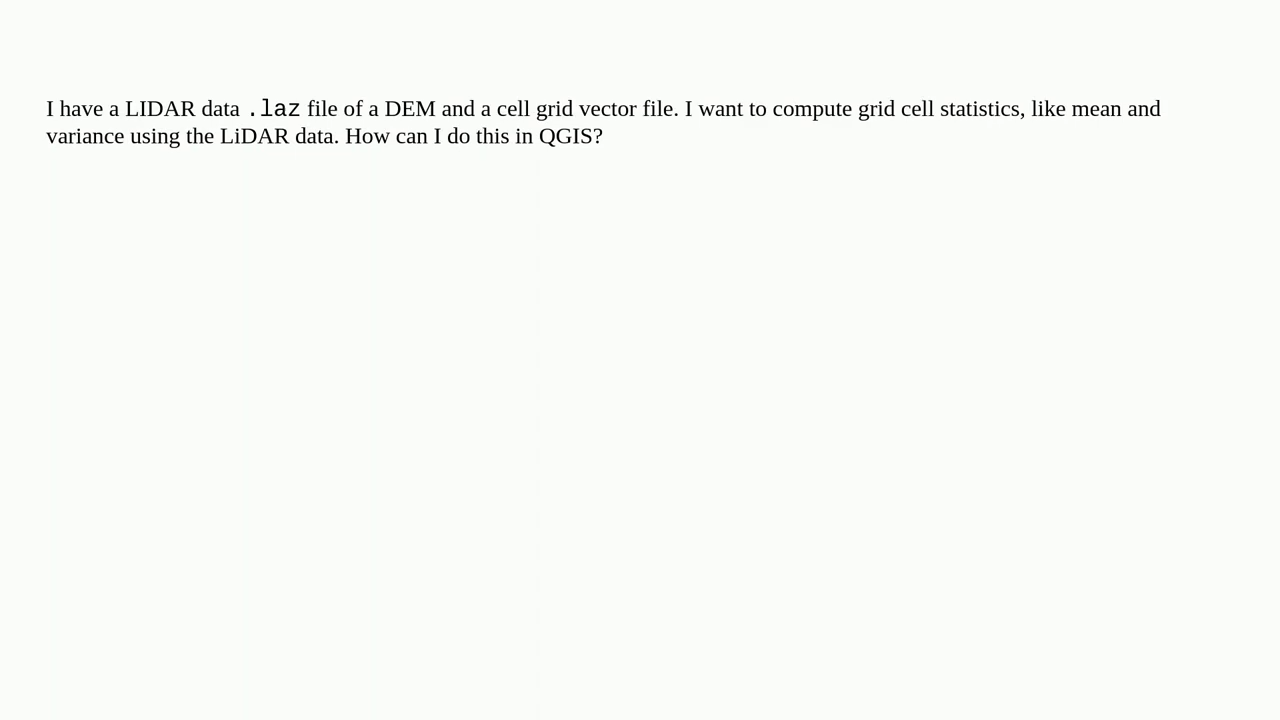 I have a LIDAR data .laz file of a DEM and a cell grid vector file. I want to compute grid cell statistics, like mean and
variance using the LiDAR data. How can I do this in QGIS?